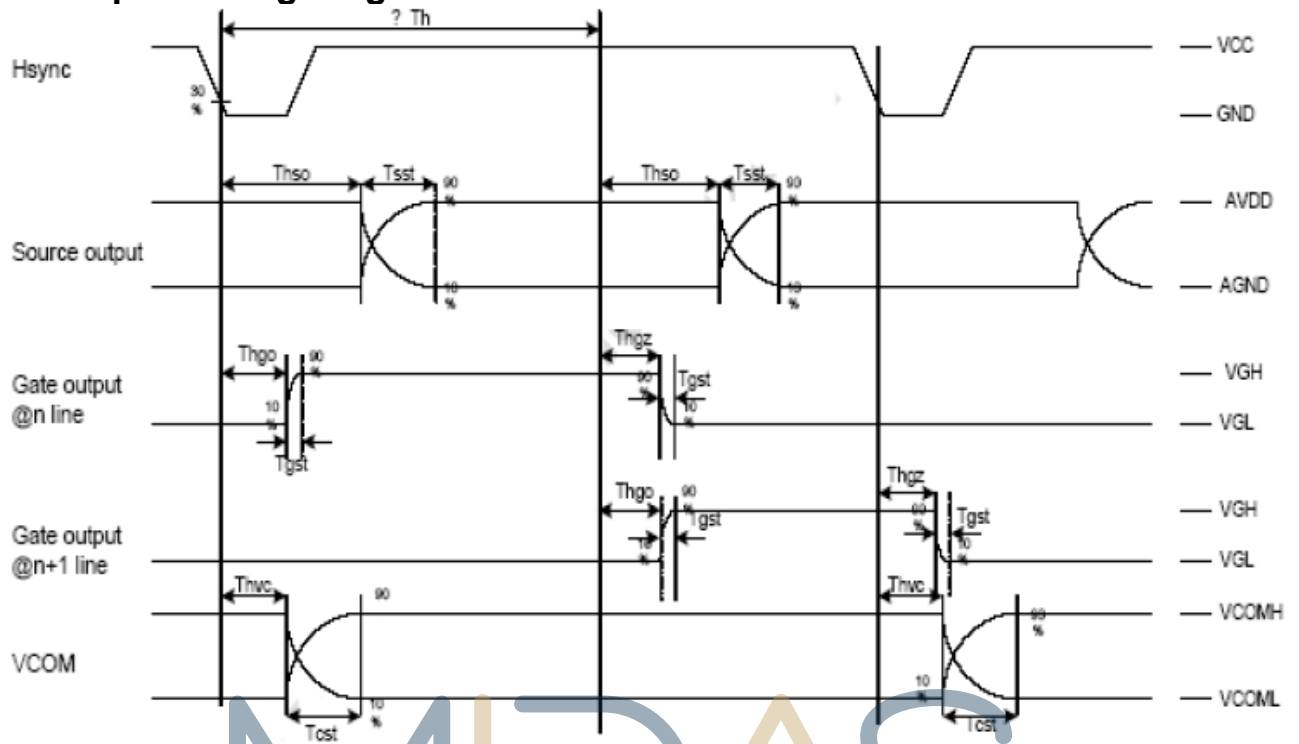 ? Th
VCC
Hsync
30
%
GND
Thso
Tsst
90
%
Thso
Tsst
90
%
AVDD
Source output
10
%
10
%
AGND
Thgo
90
%
Thgz
VGH
Gate output
@n line
10
%
90
%
Tgst
10
%
VGL
Tgst
Thgo
90
%
Thgz
VGH
Gate output
@n+1 line
Tgst
90
%
Tgst
10
%
10
%
VGL
Thvc
90
Thvc
VCOMH
90
%
VCOM
10
%
10
%
VCOML
Tcst
Tcst